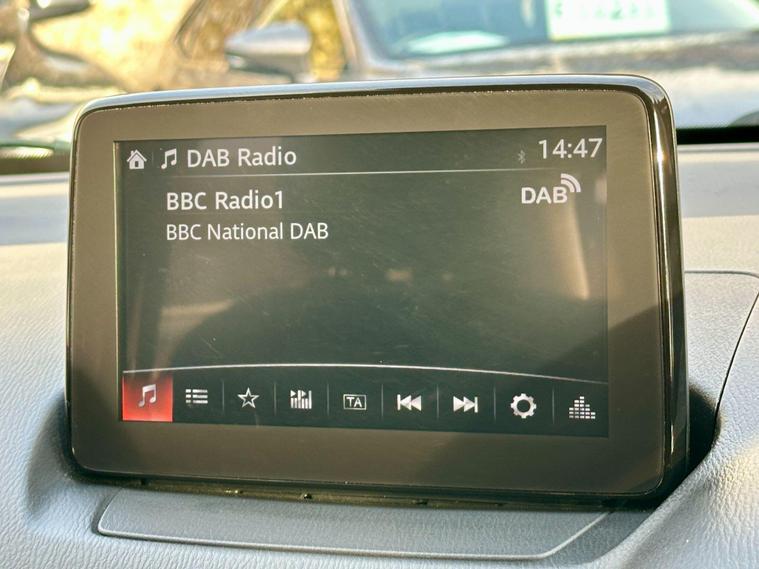 DAB Radio
14:47
BBC Radio1
DAB
BBC National DAB
TA